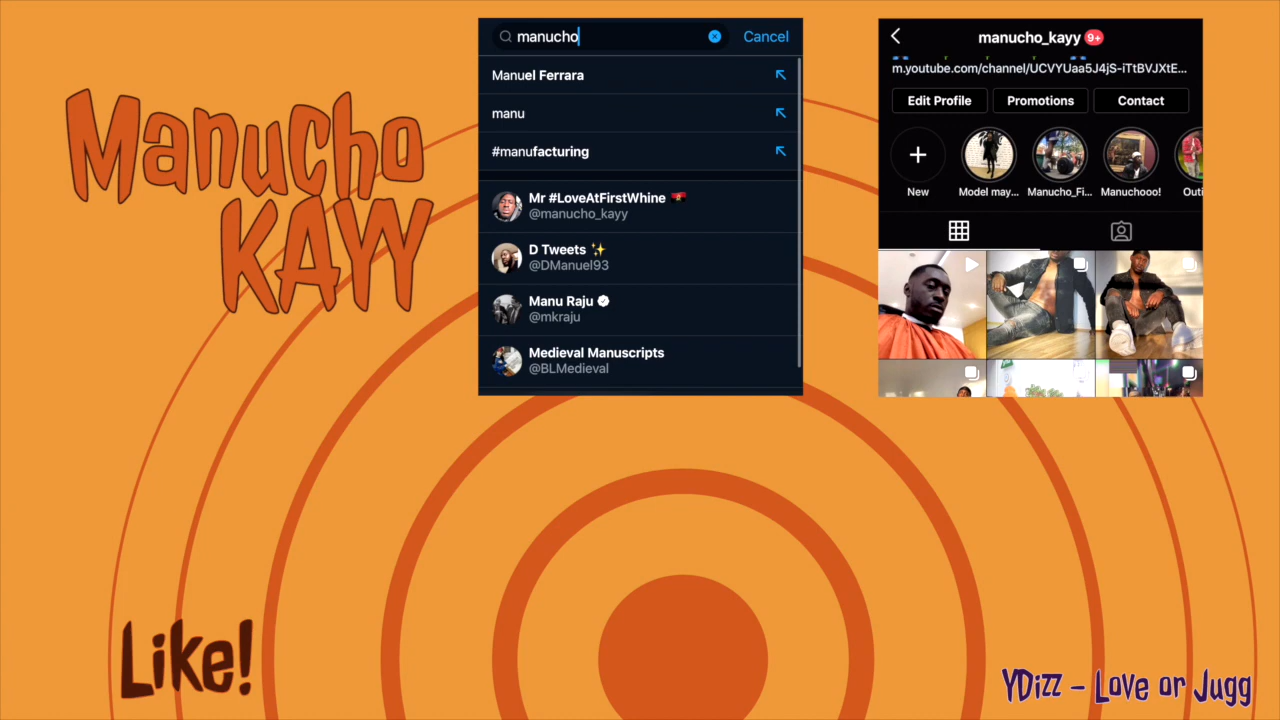 Manucho
KAYY
manucho
Cancel
Manuel Ferrara
manu
#manufacturing
Mr #LoveAtFirstWhine
@manucho_kayy
D Tweets
@DManuel93
Manu Raju
@mkraju
Medieval Manuscripts
@BLMedieval
manucho_kayy 9+
m.youtube.com/channel/UCVYUaa5J4jS-iTtBVJXtE...
Edit Profile
Promotions
Contact
New
Model may...
Manucho_Fi...
Manuchooo!
Outi
Like!
YDizz - Love or Jugg